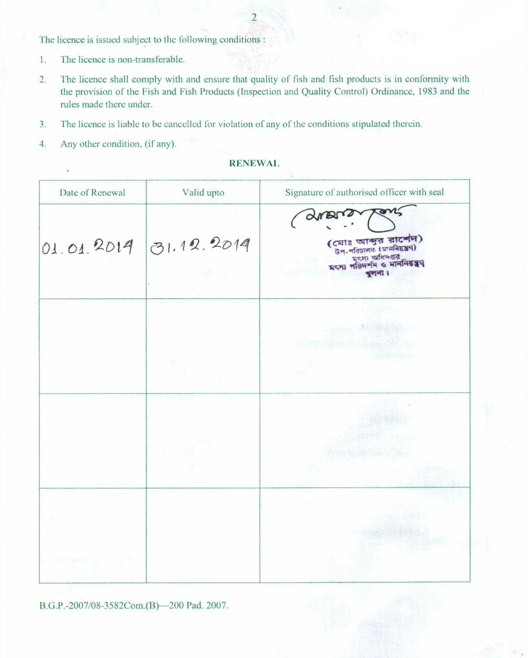 2
The licence is issued subject to the following conditions :
1. The licence is non-transferable.
2. The licence shall comply with and ensure that quality of fish and fish products is in conformity with
the provision of the Fish and Fish Products (Inspection and Quality Control) Ordinance, 1983 and the
rules made there under.
3. The licence is liable to be cancelled for violation of any of the conditions stipulated therein.
4. Any other condition, (if any).
RENEWAL
Date of Renewal Valid upto Signature of authorised officer with seal
01.01.2014 31.12.2014
(মোঃ আব্দুর রাশেদ)
উপ-পরিচালক (মাননিয়ন্ত্রণ)
মৎস্য অধিদপ্তর
মৎস্য পরিদর্শন ও মাননিয়ন্ত্রণ
খুলনা।
B.G.P.-2007/08-3582Com.(B)—200 Pad. 2007.